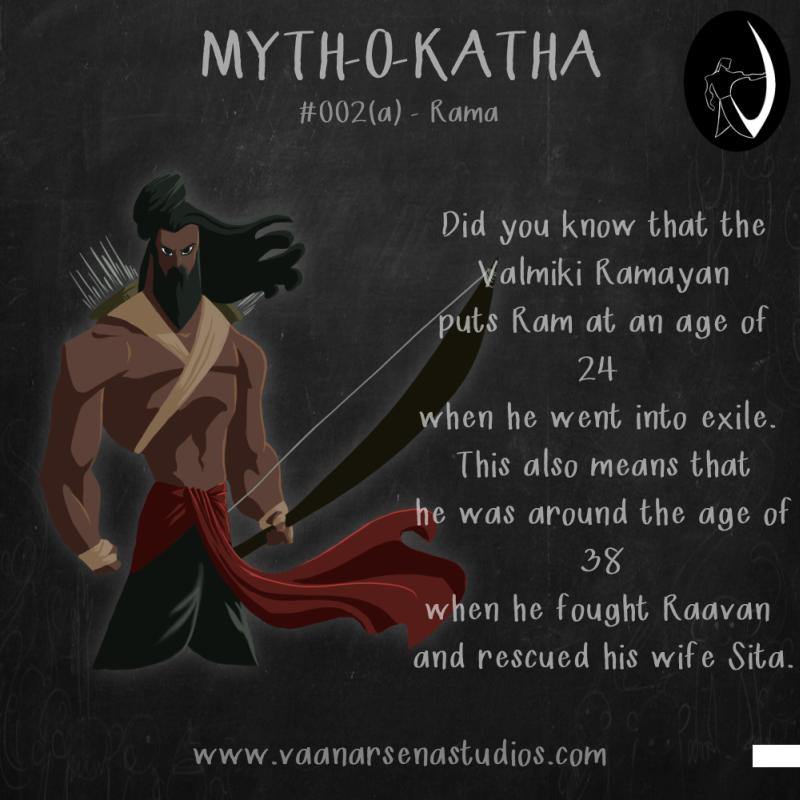 MYTH-O-KATHA
#002(a) - Rama
Did you know that the
Valmiki Ramayan
puts Ram at an age of
24
when he went into exile.
This also means that
he was around the age of
38
when he fought Raavan
and rescued his wife Sita.
www.vaanarsenastudios.com